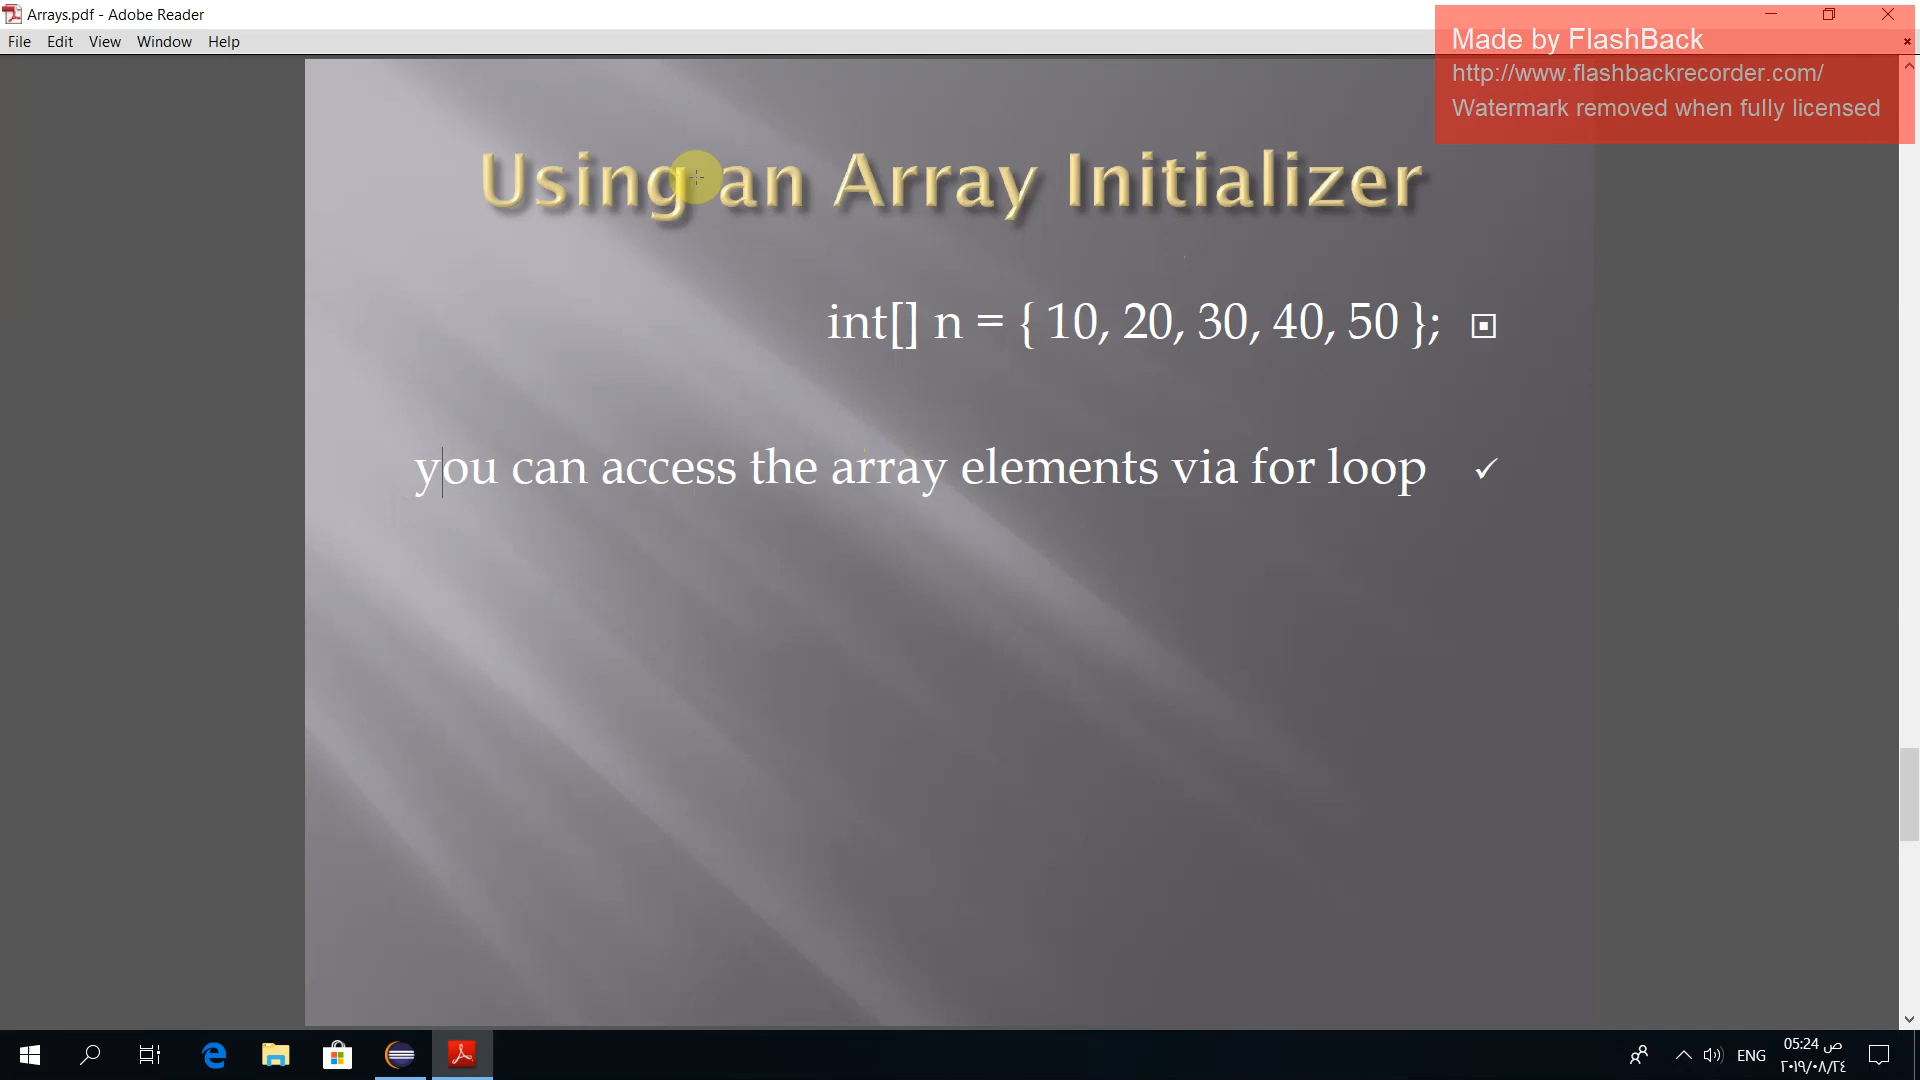 Arrays.pdf - Adobe Reader
File Edit View Window Help
Made by FlashBack
http://www.flashbackrecorder.com/
Watermark removed when fully licensed
Using an Array Initializer
int[] n = { 10, 20, 30, 40, 50 };
you can access the array elements via for loop
ENG
05:24 ص
٢٠١٩/٠٨/٢٤